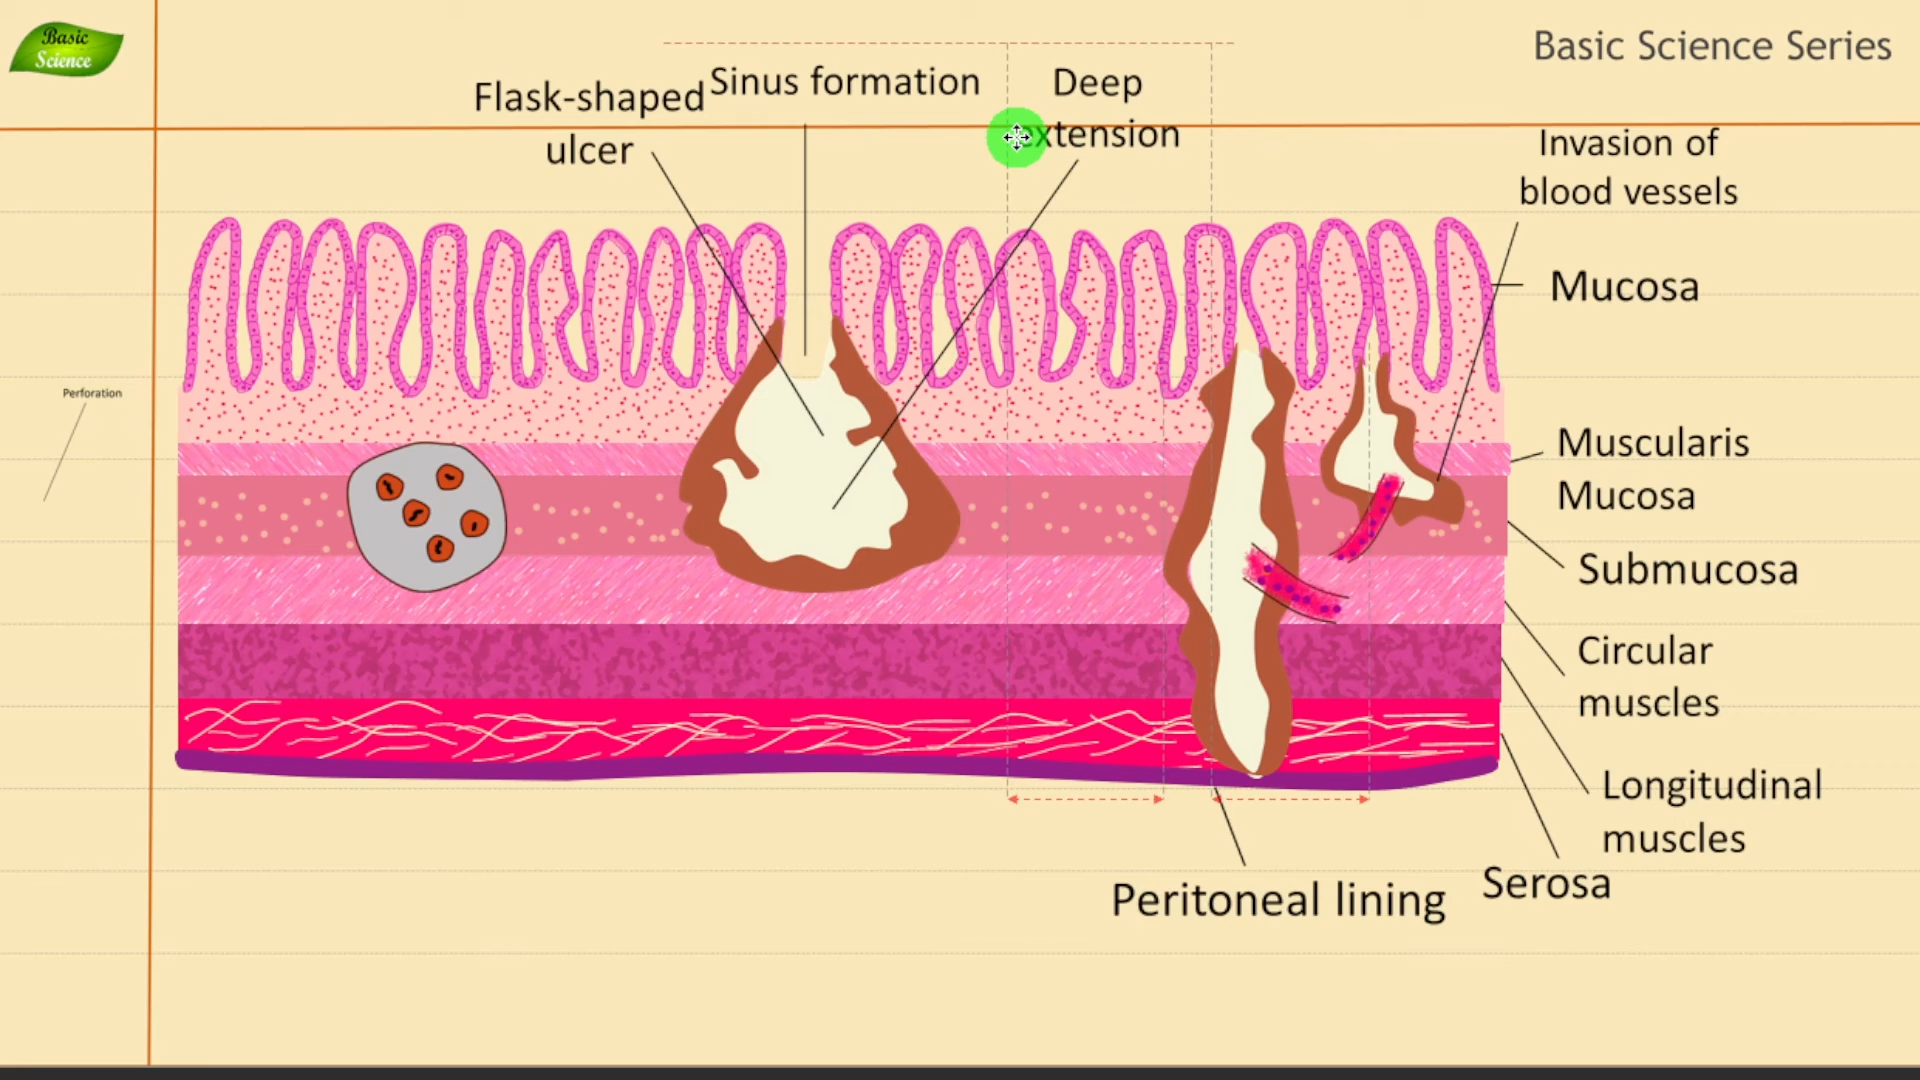 Basic
Science
Basic Science Series
Flask-shaped
ulcer
Sinus formation
Deep
extension
Invasion of
blood vessels
Mucosa
Perforation
Muscularis
Mucosa
Submucosa
Circular
muscles
Longitudinal
muscles
Serosa
Peritoneal lining